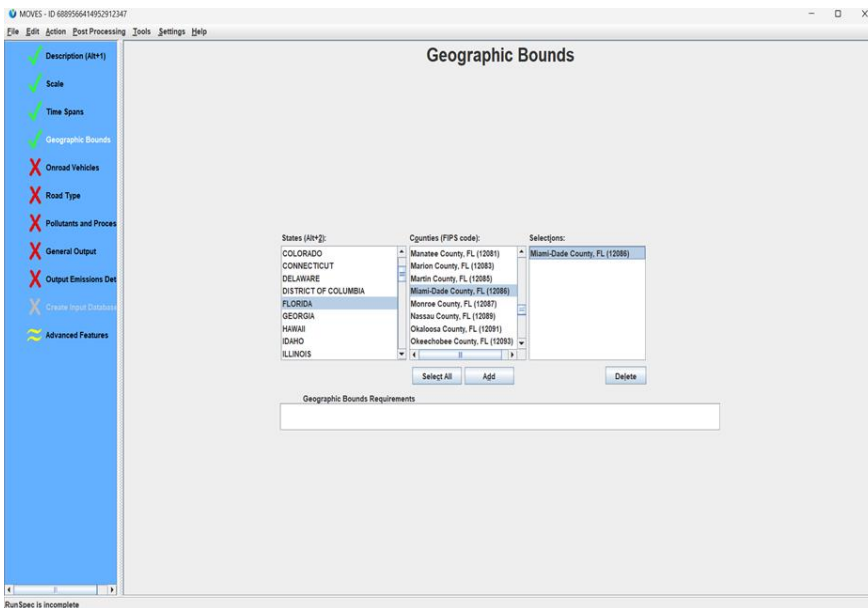 MOVES - ID 6889566414952912347
File Edit Action Post Processing Tools Settings Help
Description (Alt+1)
Scale
Time Spans
Geographic Bounds
Onroad Vehicles
Road Type
Pollutants and Proces
General Output
Output Emissions Det
Create Input Database
Advanced Features
Geographic Bounds
States (Alt+2):
COLORADO
CONNECTICUT
DELAWARE
DISTRICT OF COLUMBIA
FLORIDA
GEORGIA
HAWAII
IDAHO
ILLINOIS
Counties (FIPS code):
Manatee County, FL (12081)
Marion County, FL (12083)
Martin County, FL (12085)
Miami-Dade County, FL (12086)
Monroe County, FL (12087)
Nassau County, FL (12089)
Okaloosa County, FL (12091)
Okeechobee County, FL (12093)
Select All Add
Selections:
Miami-Dade County, FL (12086)
Delete
Geographic Bounds Requirements
RunSpec is incomplete